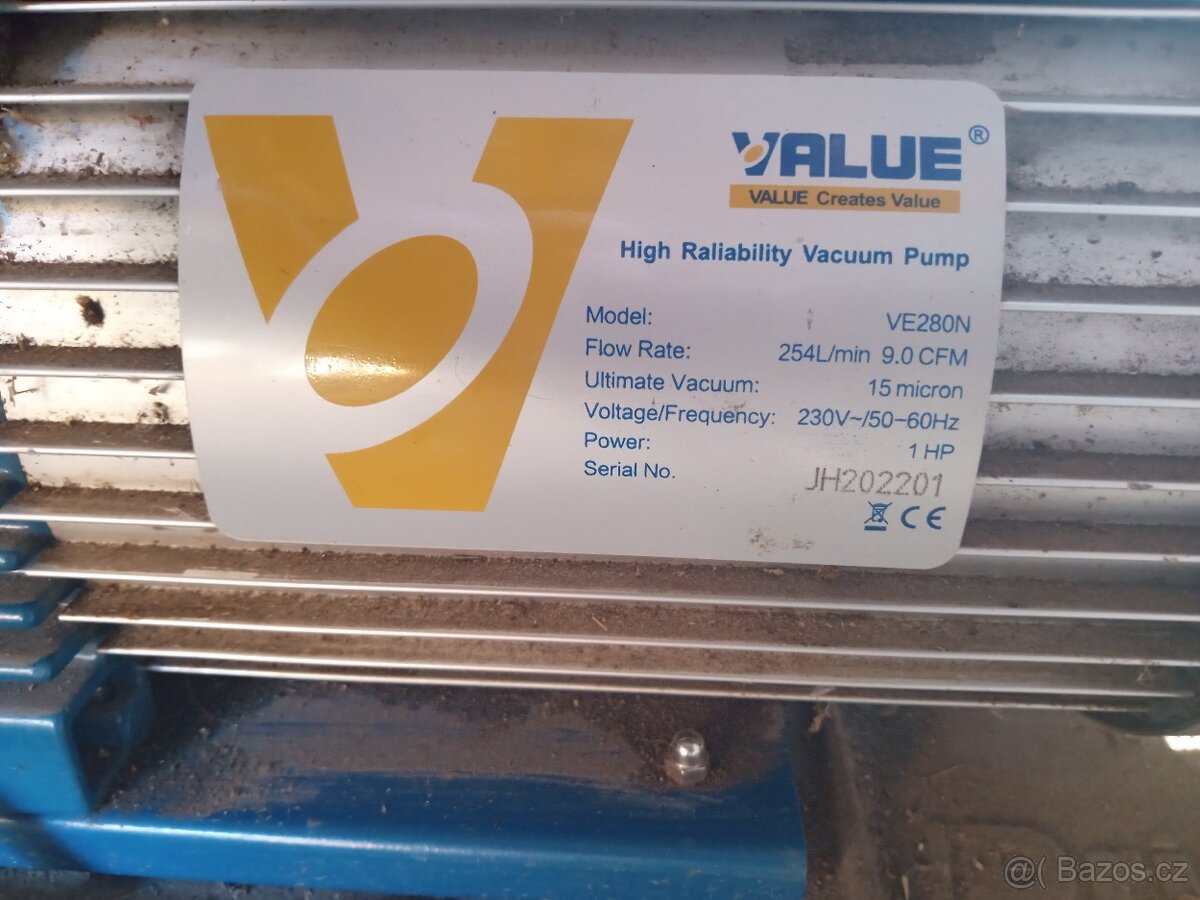 VALUE®
VALUE Creates Value
High Raliability Vacuum Pump
Model: VE280N
Flow Rate: 254L/min 9.0 CFM
Ultimate Vacuum: 15 micron
Voltage/Frequency: 230V~/50-60Hz
Power: 1 HP
Serial No. JH202201
CE
@( Bazos.cz